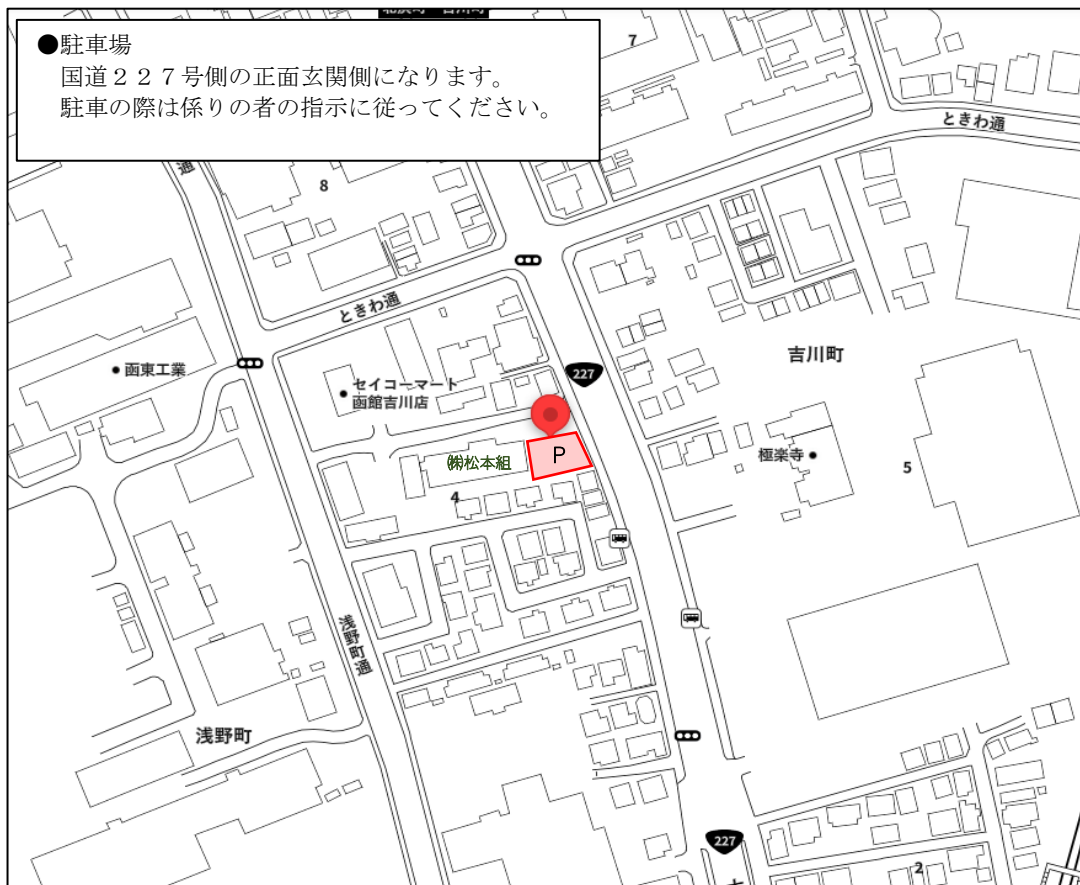 ●駐車場
国道２２７号側の正面玄関側になります。
駐車の際は係りの者の指示に従ってください。
7
ときわ通
通
8
ときわ通
函東工業
セイコーマート
函館吉川店
227
吉川町
P
㈱松本組
極楽寺
5
4
浅野町通
浅野町
227
2